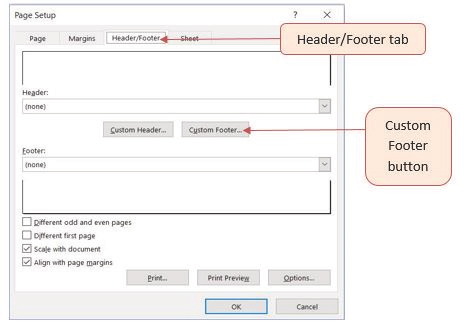 Page Setup ? ×
Page Margins Header/Footer Sheet
Header/Footer tab
Header:
(none)
Custom Header... Custom Footer...
Custom
Footer
button
Footer:
(none)
Different odd and even pages
Different first page
Scale with document
Align with page margins
Print... Print Preview Options...
OK Cancel